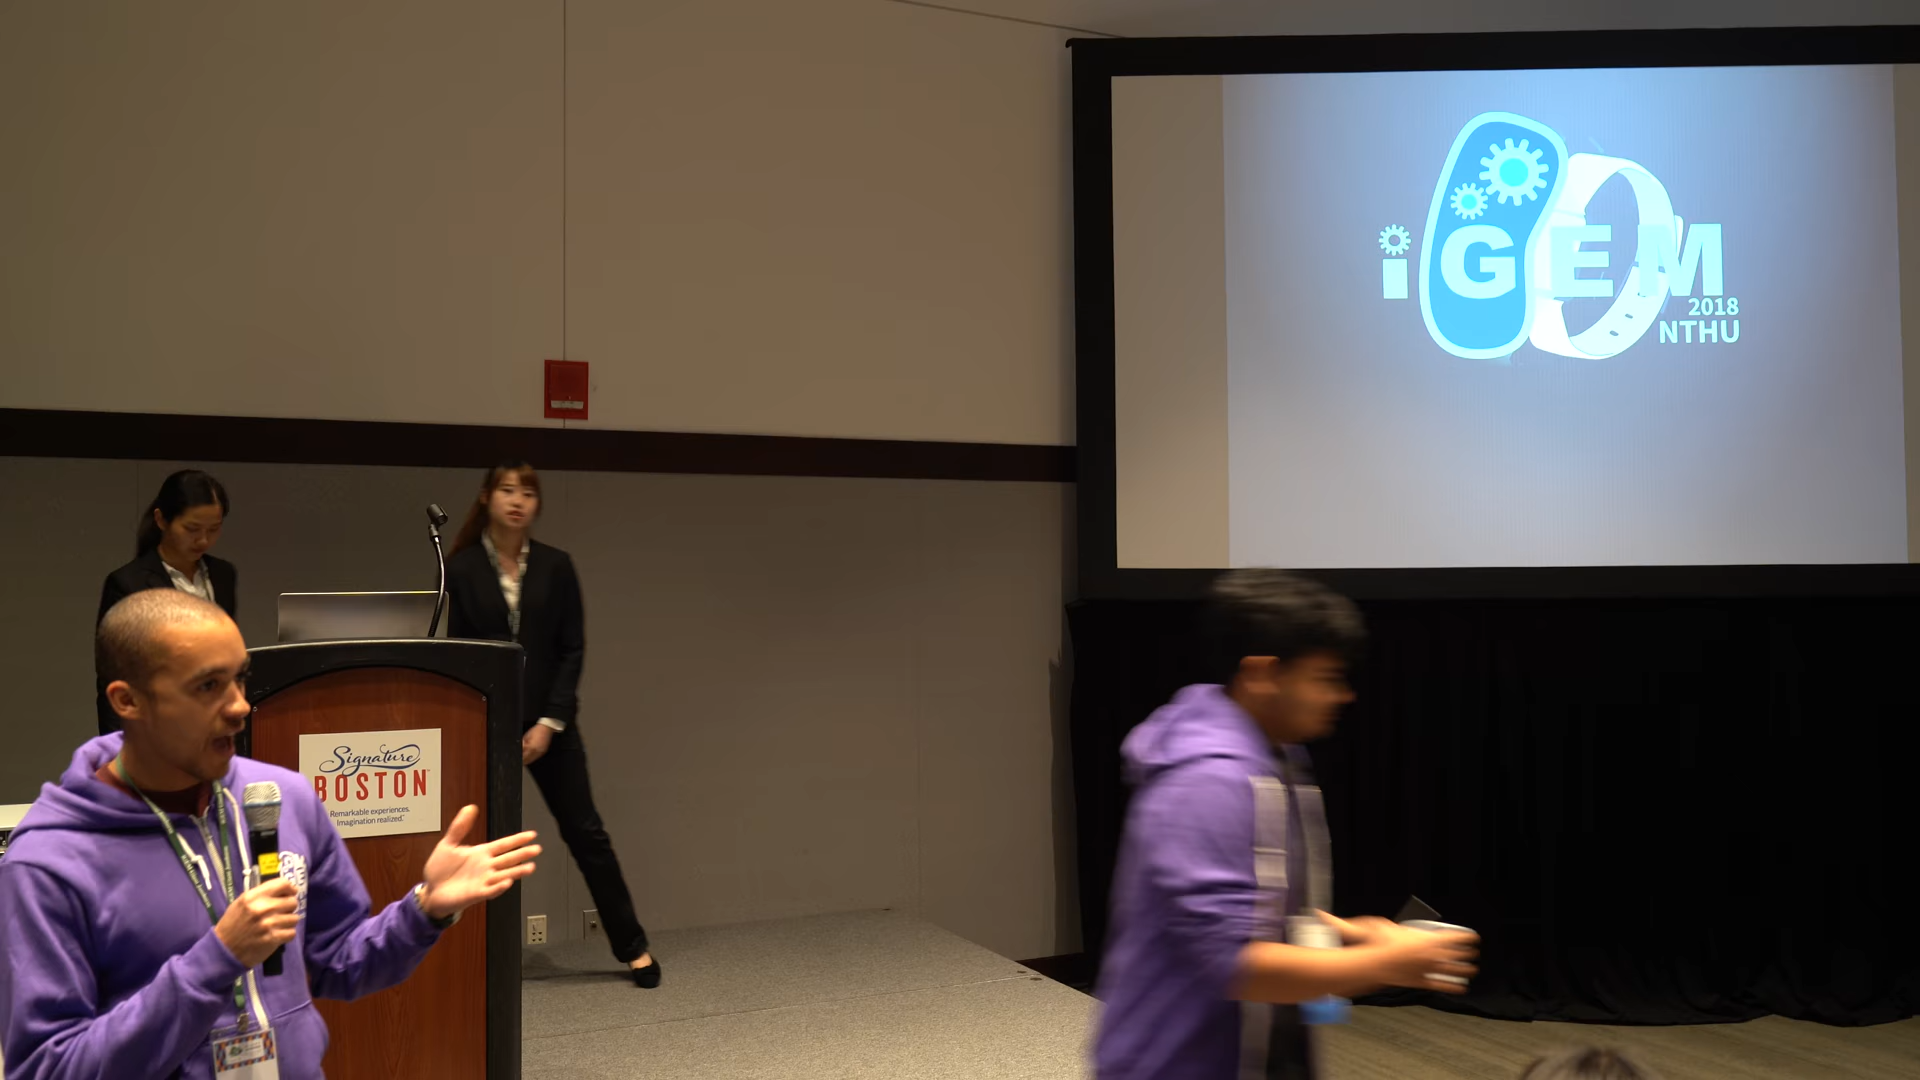 iGEM
2018
NTHU
Signature
BOSTON
Remarkable experiences.
Imagination realized.